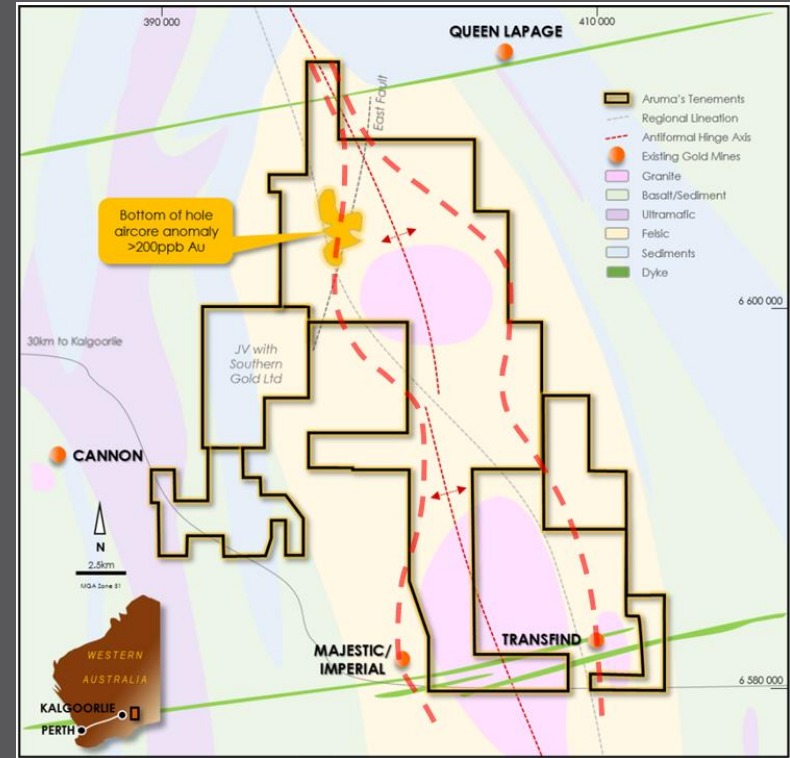 390 000
410 000
QUEEN LAPAGE
East Fault
Aruma's Tenements
Regional Lineation
Antiformal Hinge Axis
Existing Gold Mines
Granite
Basalt/Sediment
Ultramafic
Felsic
Sediments
Dyke
Bottom of hole
aircore anomaly
>200ppb Au
6 600 000
30km to Kalgoorlie
JV with
Southern
Gold Ltd
CANNON
N
2.5km
MGA Zone 51
WESTERN
AUSTRALIA
KALGOORLIE
PERTH
MAJESTIC/
IMPERIAL
TRANSFIND
6 580 000